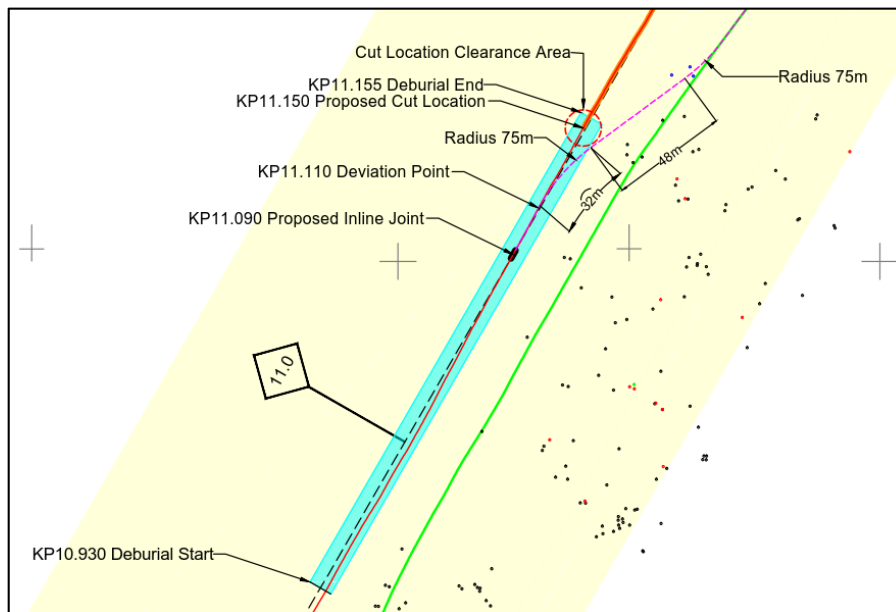 Cut Location Clearance Area
KP11.155 Deburial End
KP11.150 Proposed Cut Location
Radius 75m
Radius 75m
KP11.110 Deviation Point
48m
32m
KP11.090 Proposed Inline Joint
11.0
KP10.930 Deburial Start